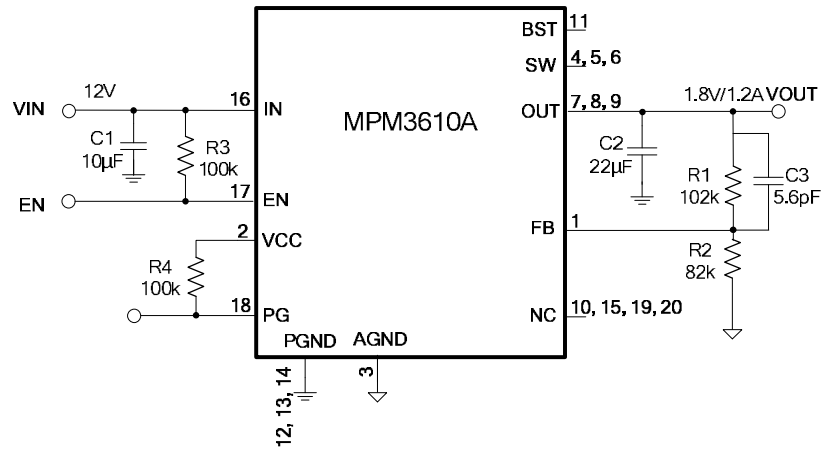 BST
11
SW
4, 5, 6
OUT
7, 8, 9
1.8V/1.2A VOUT
12V
VIN
16
IN
MPM3610A
C1
10µF
R3
100k
C2
22µF
R1
102k
C3
5.6pF
EN
17
EN
2
VCC
FB
1
R4
100k
R2
82k
18
PG
NC
10, 15, 19, 20
PGND
AGND
12, 13, 14
3